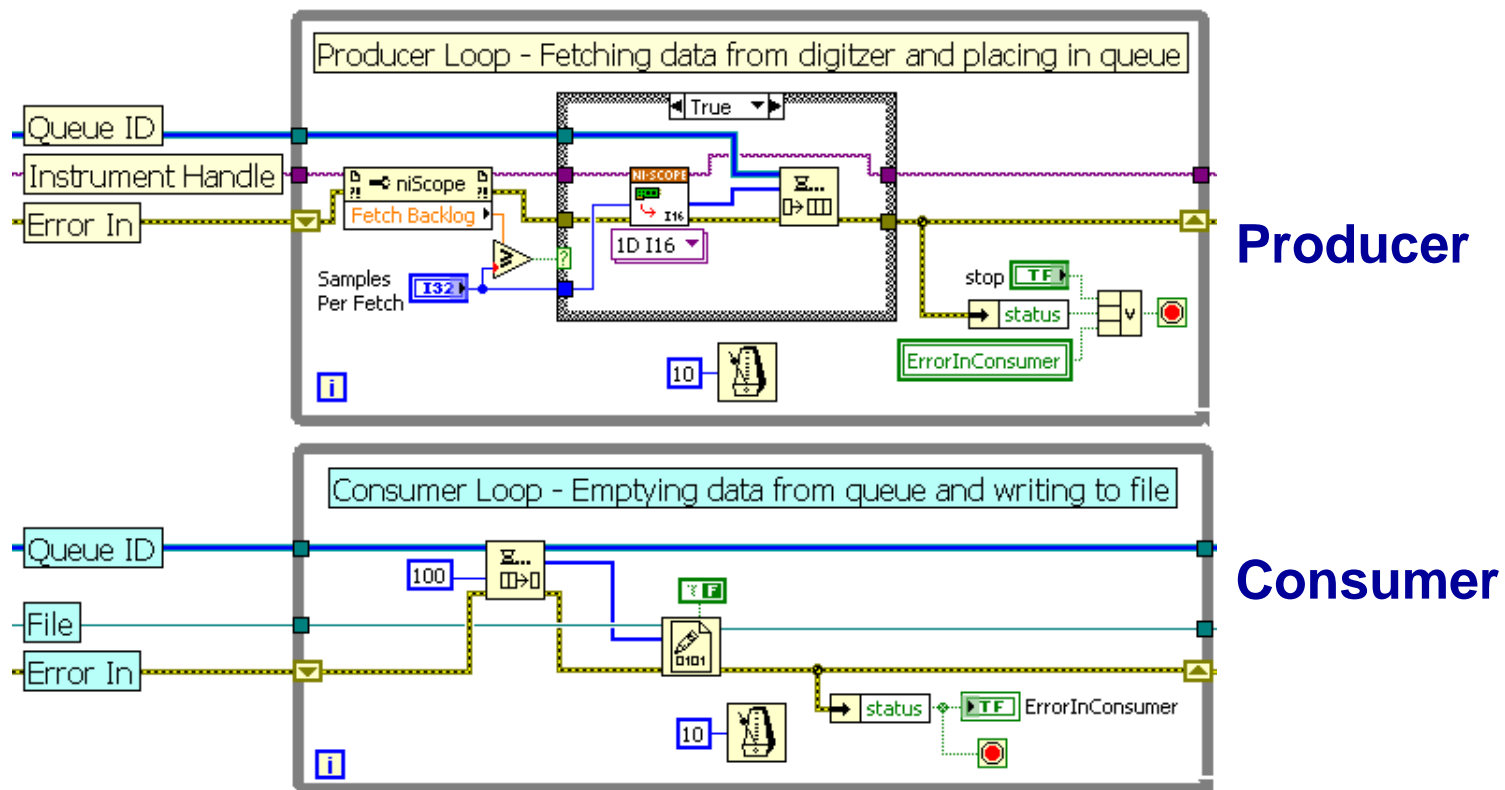 Producer Loop - Fetching data from digitzer and placing in queue
True
Queue ID
Instrument Handle
niScope
Fetch Backlog
Error In
NI-SCOPE
I16
1D I16
Samples
Per Fetch
I32
Producer
stop
TF
status
v
ErrorInConsumer
10
i
Consumer Loop - Emptying data from queue and writing to file
Queue ID
100
F
Consumer
File
0101
Error In
status
TF
ErrorInConsumer
10
i